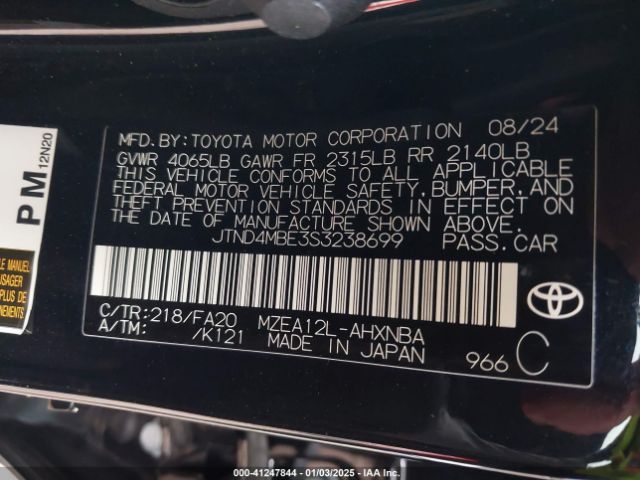 MFD. BY: TOYOTA MOTOR CORPORATION 08/24
GVWR 4065LB GAWR FR 2315LB RR 2140LB
THIS VEHICLE CONFORMS TO ALL APPLICABLE
FEDERAL MOTOR VEHICLE SAFETY, BUMPER, AND
THEFT PREVENTION STANDARDS IN EFFECT ON
THE DATE OF MANUFACTURE SHOWN ABOVE.
JTND4MBE3S3238699 PASS. CAR
C/TR: 218/FA20 MZEA12L-AHXNBA
A/TM: /K121 MADE IN JAPAN 966 C
PM 12N20
MANUAL
USAGER
PLUS
000-41247844 | 01/03/2025 | IAA Inc.